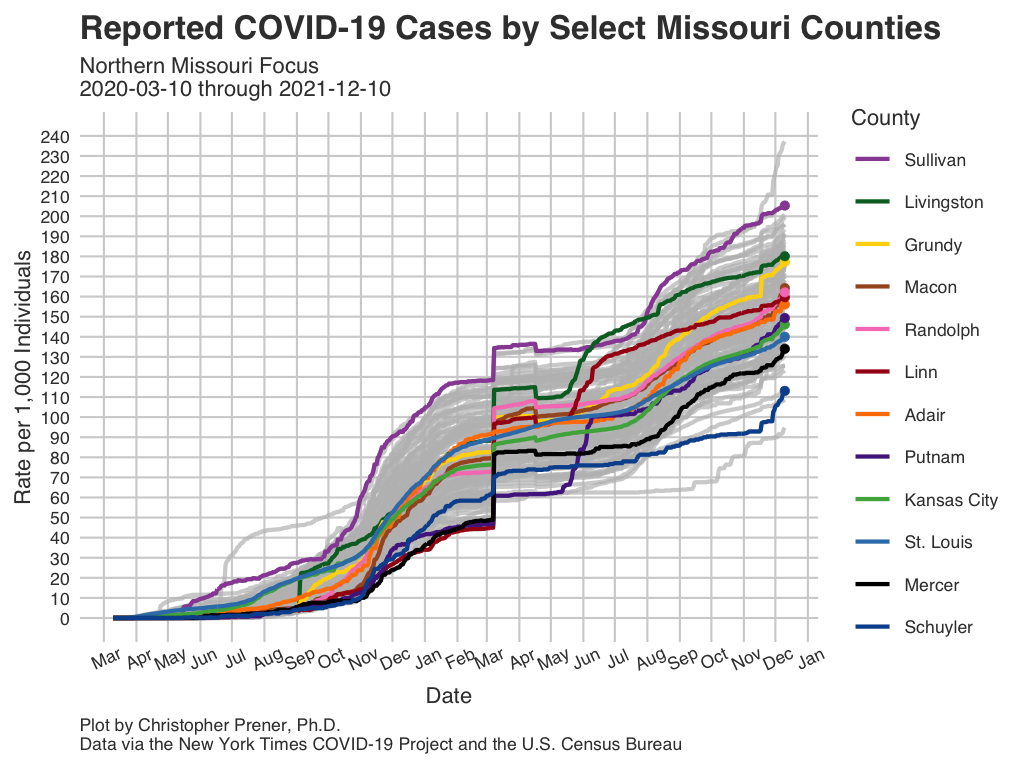 Reported COVID-19 Cases by Select Missouri Counties
Northern Missouri Focus
2020-03-10 through 2021-12-10
County
Sullivan
Livingston
Grundy
Macon
Randolph
Linn
Adair
Putnam
Kansas City
St. Louis
Mercer
Schuyler
Rate per 1,000 Individuals
240
230
220
210
200
190
180
170
160
150
140
130
120
110
100
90
80
70
60
50
40
30
20
10
0
Mar Apr May Jun Jul Aug Sep Oct Nov Dec Jan Feb Mar Apr May Jun Jul Aug Sep Oct Nov Dec Jan
Date
Plot by Christopher Prener, Ph.D.
Data via the New York Times COVID-19 Project and the U.S. Census Bureau